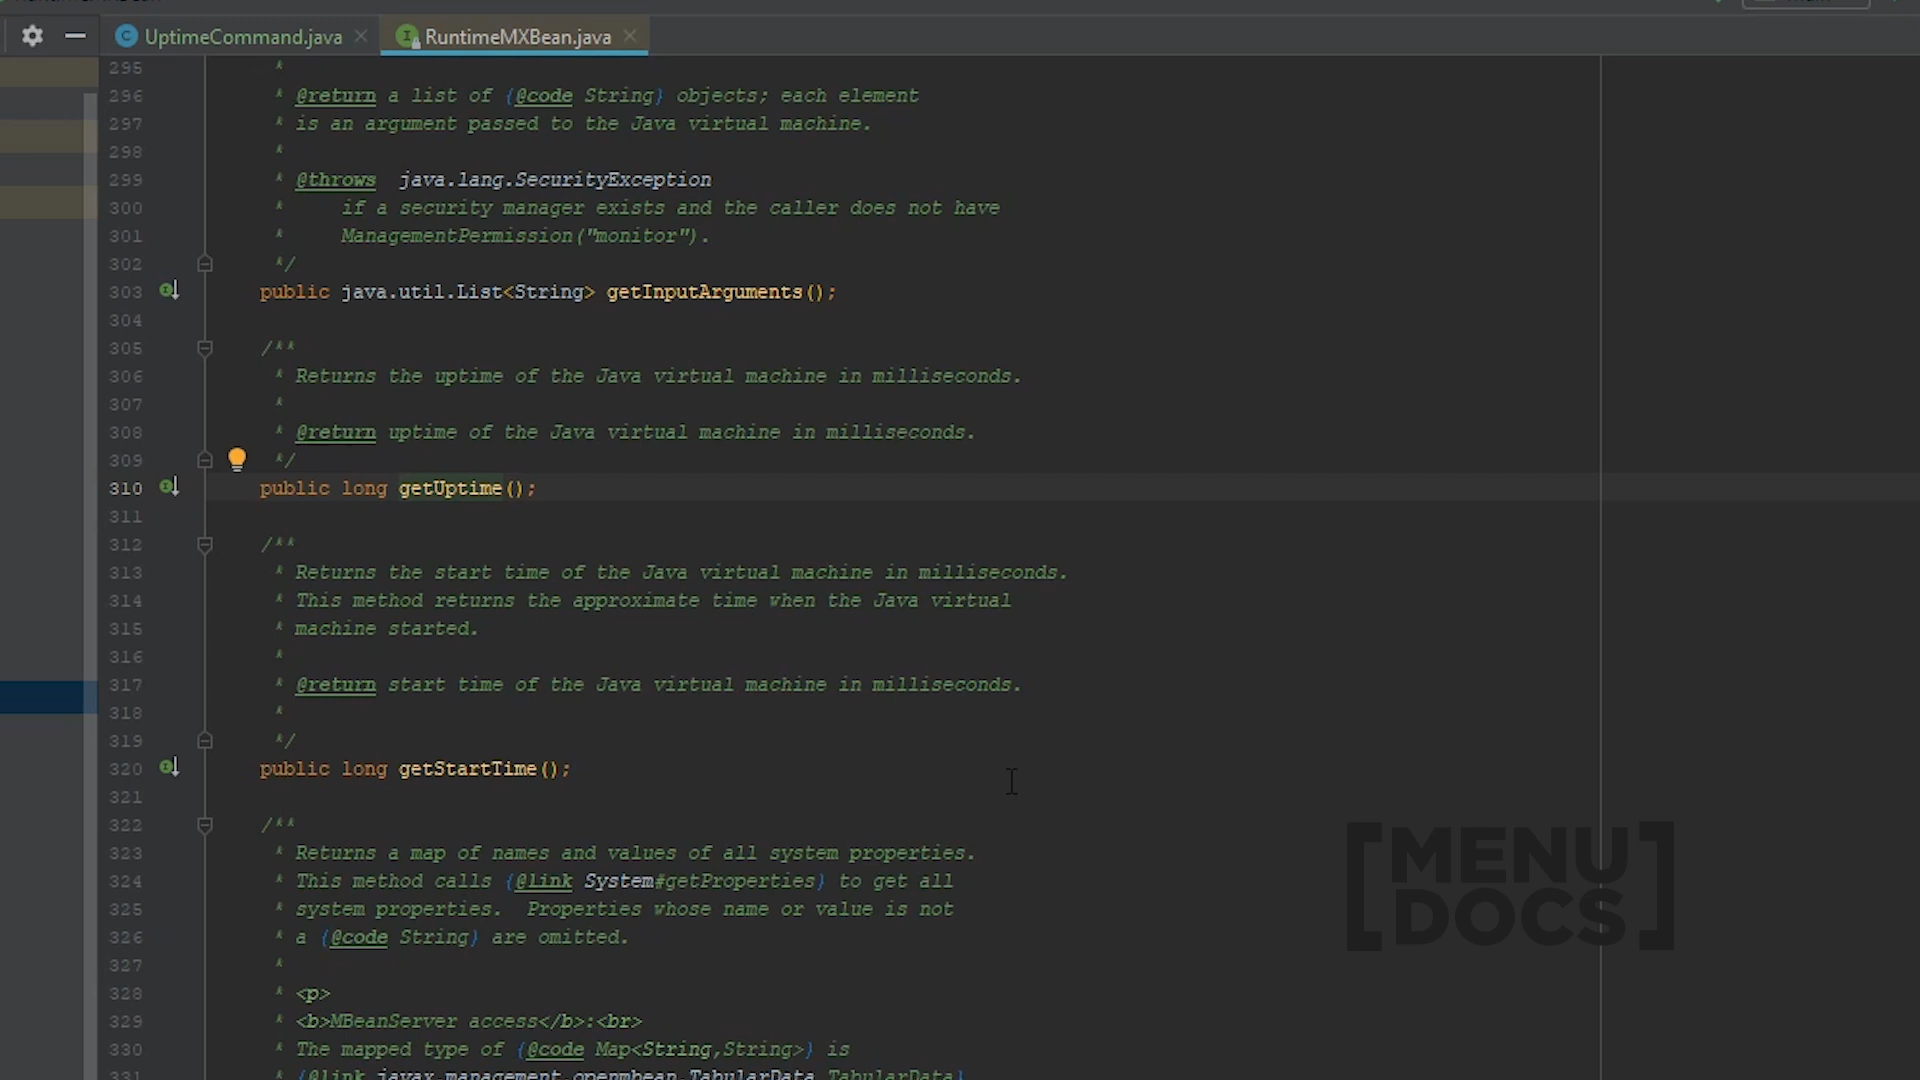 UptimeCommand.java
RuntimeMXBean.java
295 *
296 * @return a list of {@code String} objects; each element
297 * is an argument passed to the Java virtual machine.
298 *
299 * @throws java.lang.SecurityException
300 * if a security manager exists and the caller does not have
301 * ManagementPermission("monitor").
302 */
303 public java.util.List<String> getInputArguments();
304
305 /**
306 * Returns the uptime of the Java virtual machine in milliseconds.
307 *
308 * @return uptime of the Java virtual machine in milliseconds.
309 */
310 public long getUptime();
311
312 /**
313 * Returns the start time of the Java virtual machine in milliseconds.
314 * This method returns the approximate time when the Java virtual
315 * machine started.
316 *
317 * @return start time of the Java virtual machine in milliseconds.
318 *
319 */
320 public long getStartTime();
321
322 /**
323 * Returns a map of names and values of all system properties.
324 * This method calls {@link System#getProperties} to get all
325 * system properties. Properties whose name or value is not
326 * a {@code String} are omitted.
327 *
328 * <p>
329 * <b>MBeanServer access</b>:<br>
330 * The mapped type of {@code Map<String,String>} is
331 * {@link javax.management.openmbean.TabularData TabularData}
[MENU
DOCS]